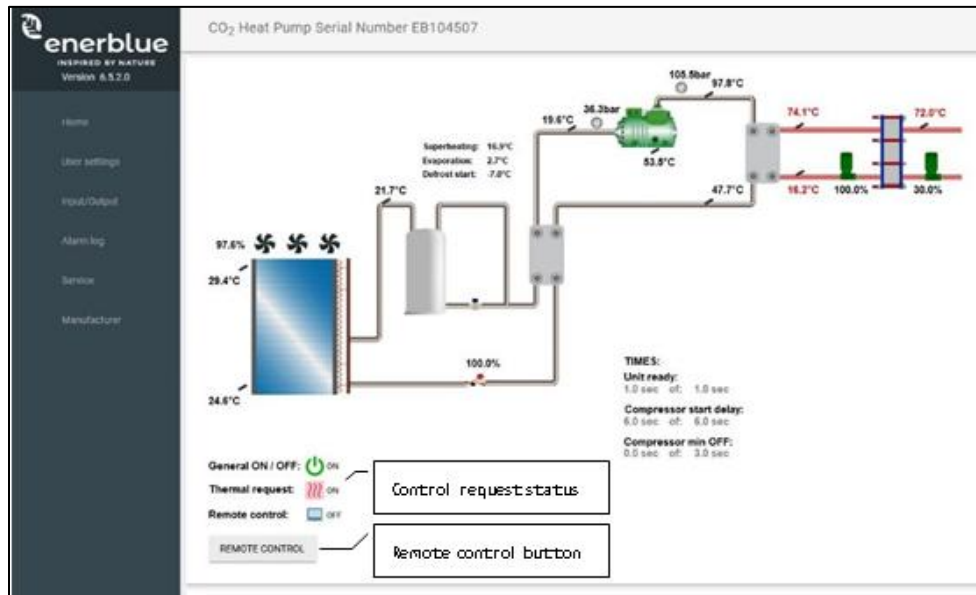 enerblue
INSPIRED BY NATURE
Version 6.5.2.0
CO₂ Heat Pump Serial Number EB104507
Home
User settings
Input/Output
Alarm log
Service
Manufacturer
105.5bar
97.8°C
36.3bar
19.6°C
53.5°C
74.1°C
72.0°C
16.2°C
100.0%
30.0%
47.7°C
Superheating: 16.9°C
Evaporation: 2.7°C
Defrost start: -7.0°C
21.7°C
97.6%
29.4°C
24.6°C
100.0%
TIMES:
Unit ready:
1.0 sec of: 1.0 sec
Compressor start delay:
6.0 sec of: 6.0 sec
Compressor min OFF:
0.0 sec of: 3.0 sec
General ON / OFF: ON
Thermal request: ON
Remote control: OFF
REMOTE CONTROL
Control request status
Remote control button